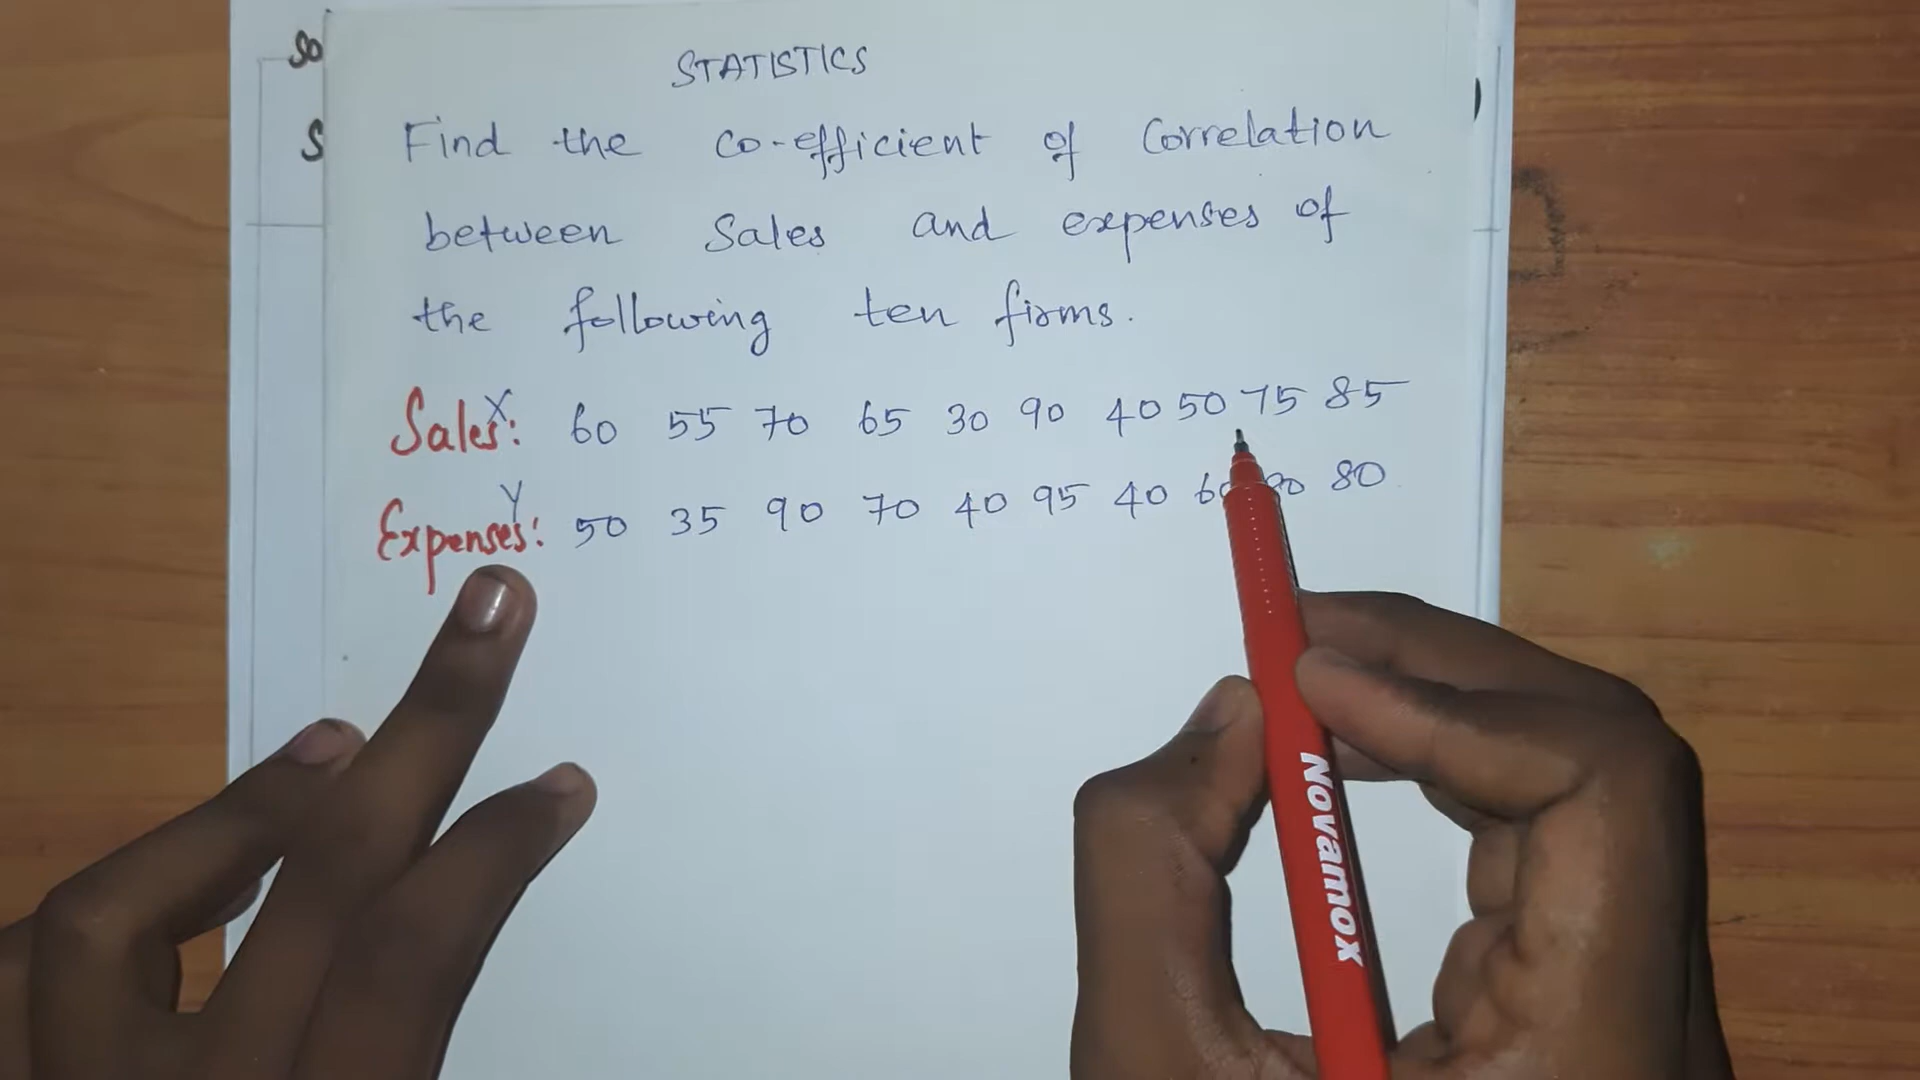 So
S
STATISTICS
Find the co-efficient of Correlation
between Sales and expenses of
the following ten firms.
Sales X: 60 55 70 65 30 90 40 50 75 85
Expenses Y: 50 35 90 70 40 95 40 80
Novamox